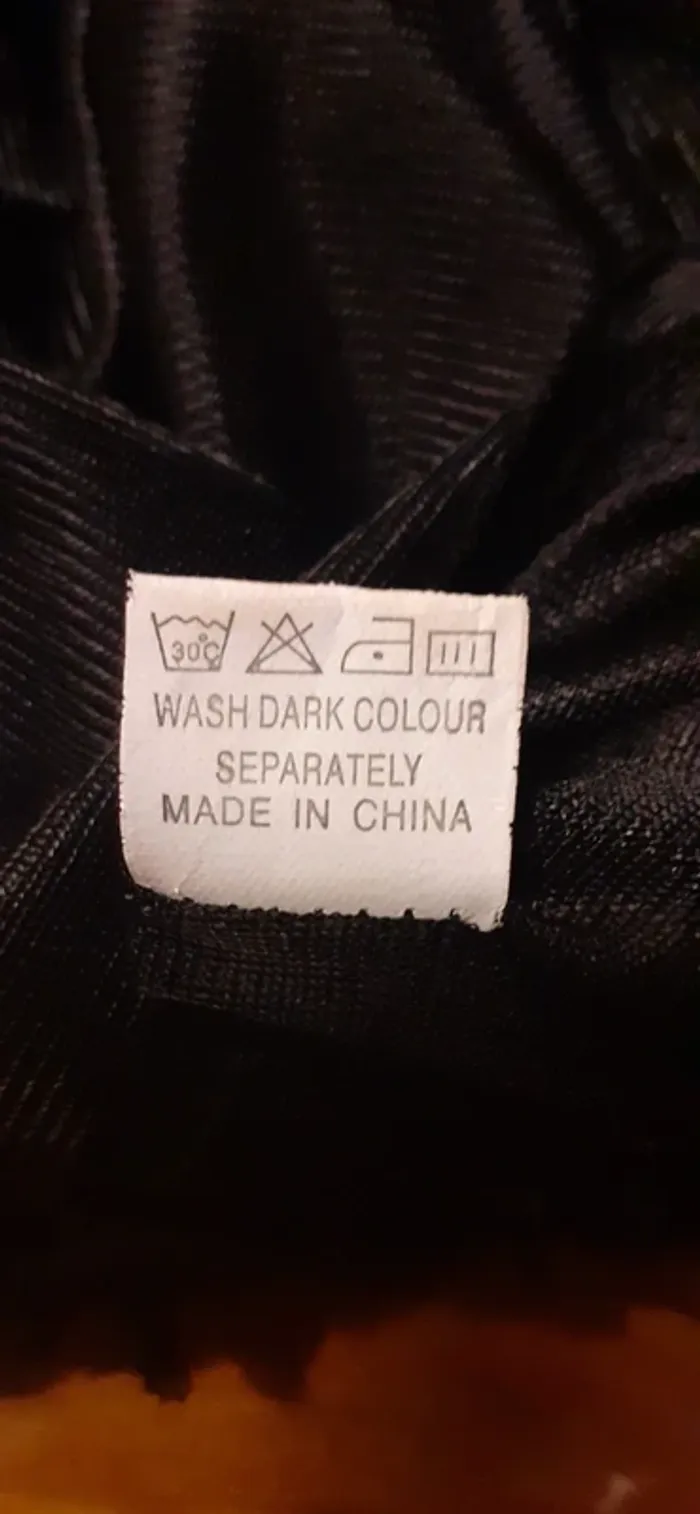 30°C
WASH DARK COLOUR
SEPARATELY
MADE IN CHINA